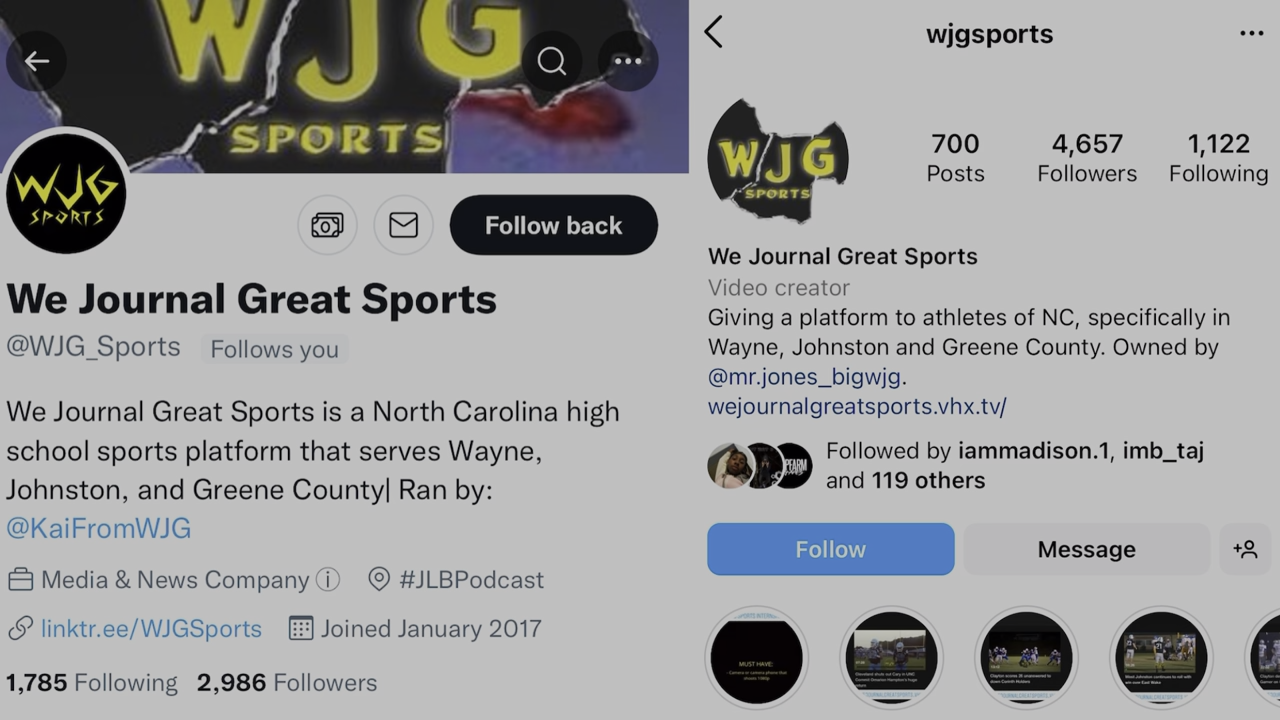 WJG
SPORTS
WJG
SPORTS
Follow back
We Journal Great Sports
@WJG_Sports Follows you
We Journal Great Sports is a North Carolina high
school sports platform that serves Wayne,
Johnston, and Greene County| Ran by:
@KaiFromWJG
Media & News Company #JLBPodcast
linktr.ee/WJGSports Joined January 2017
1,785 Following 2,986 Followers
wjgsports
WJG
SPORTS
700 4,657 1,122
Posts Followers Following
We Journal Great Sports
Video creator
Giving a platform to athletes of NC, specifically in
Wayne, Johnston and Greene County. Owned by
@mr.jones_bigwjg.
wejournalgreatsports.vhx.tv/
Followed by iammadison.1, imb_taj
and 119 others
Follow Message
MUST HAVE: